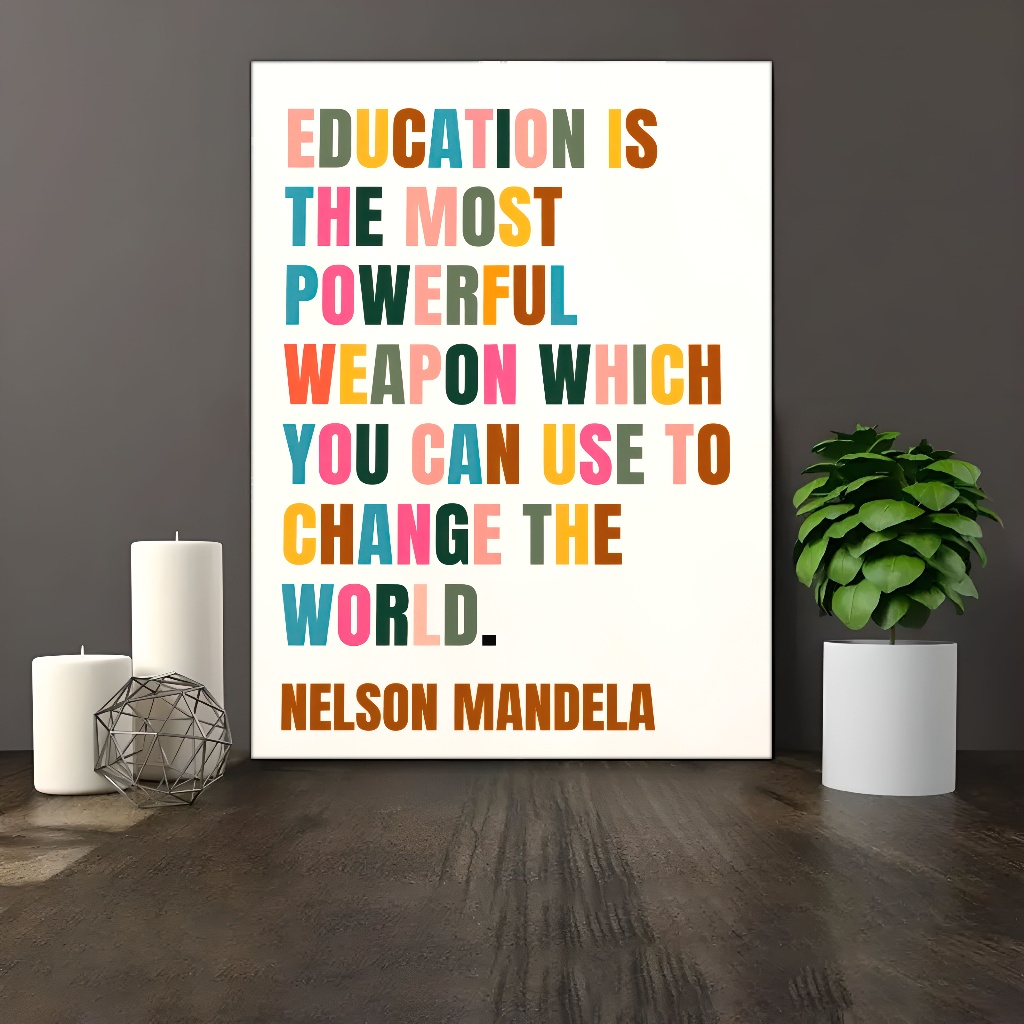 EDUCATION IS
THE MOST
POWERFUL
WEAPON WHICH
YOU CAN USE TO
CHANGE THE
WORLD.
NELSON MANDELA